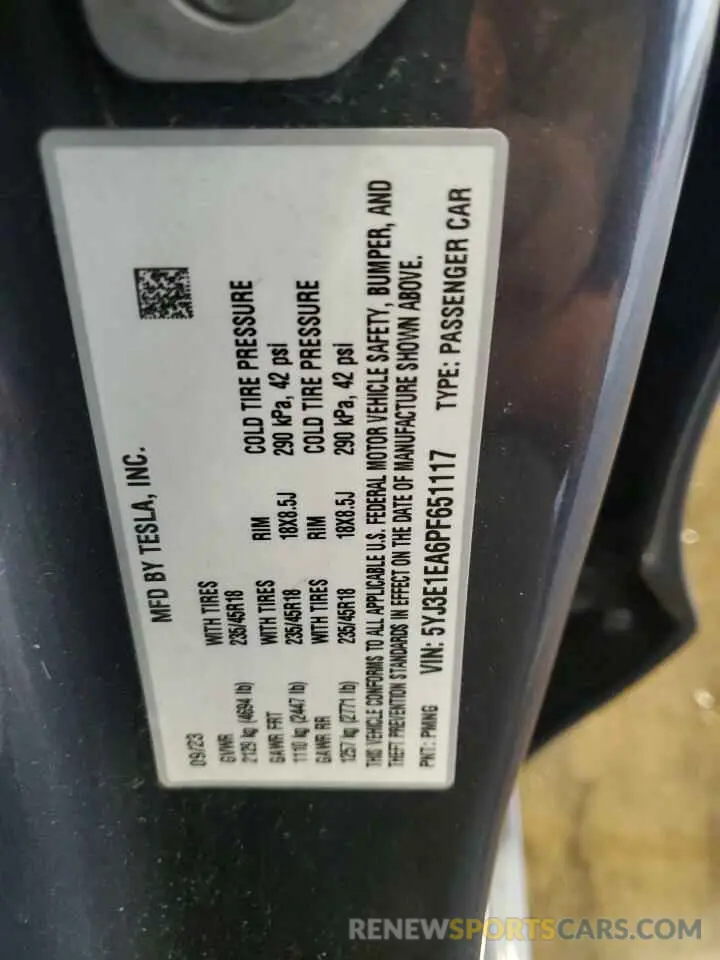 MFD BY TESLA, INC.
09/23
GVWR WITH TIRES RIM COLD TIRE PRESSURE
2129 kg (4694 lb) 235/45R18 18X8.5J 290 kPa, 42 psi
GAWR FRT WITH TIRES RIM COLD TIRE PRESSURE
1110 kg (2447 lb) 235/45R18 18X8.5J 290 kPa, 42 psi
GAWR RR WITH TIRES
1257 kg (2771 lb) 235/45R18
THIS VEHICLE CONFORMS TO ALL APPLICABLE U.S. FEDERAL MOTOR VEHICLE SAFETY, BUMPER, AND
THEFT PREVENTION STANDARDS IN EFFECT ON THE DATE OF MANUFACTURE SHOWN ABOVE.
PNT: PMNG VIN: 5YJ3E1EA6PF651117 TYPE: PASSENGER CAR
RENEWSPORTSCARS.COM